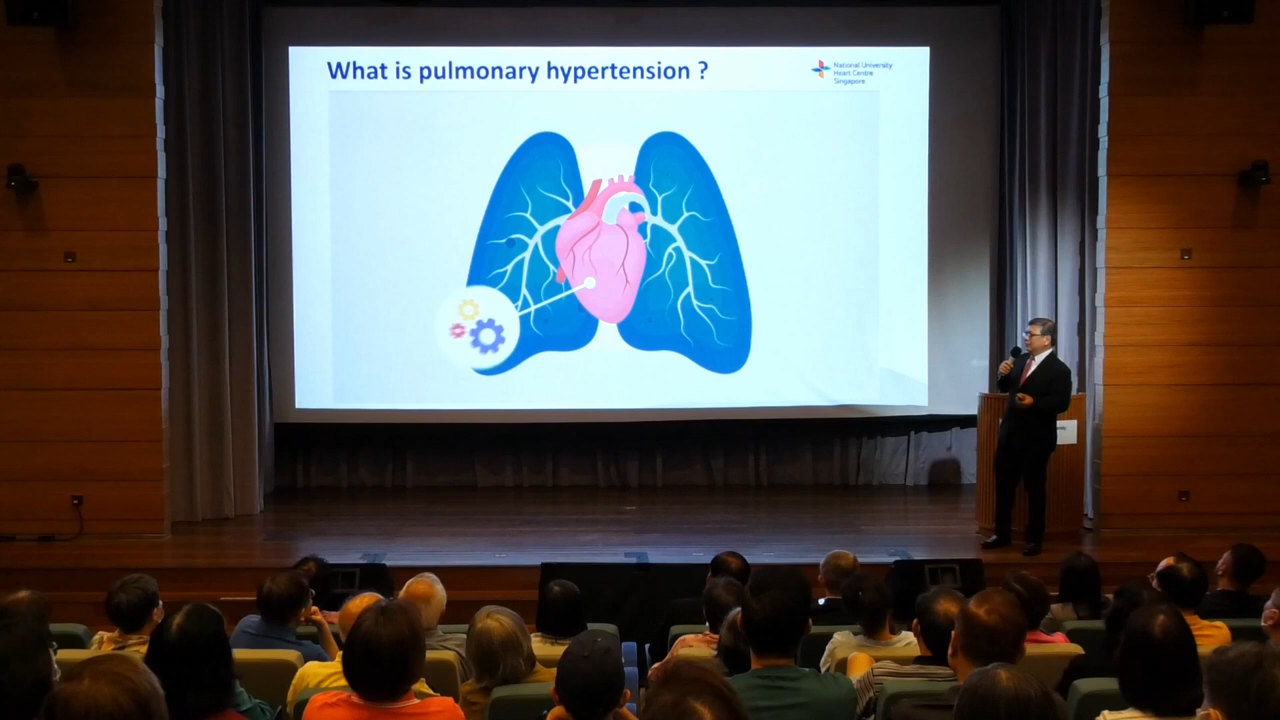 What is pulmonary hypertension ?
National University
Heart Centre
Singapore